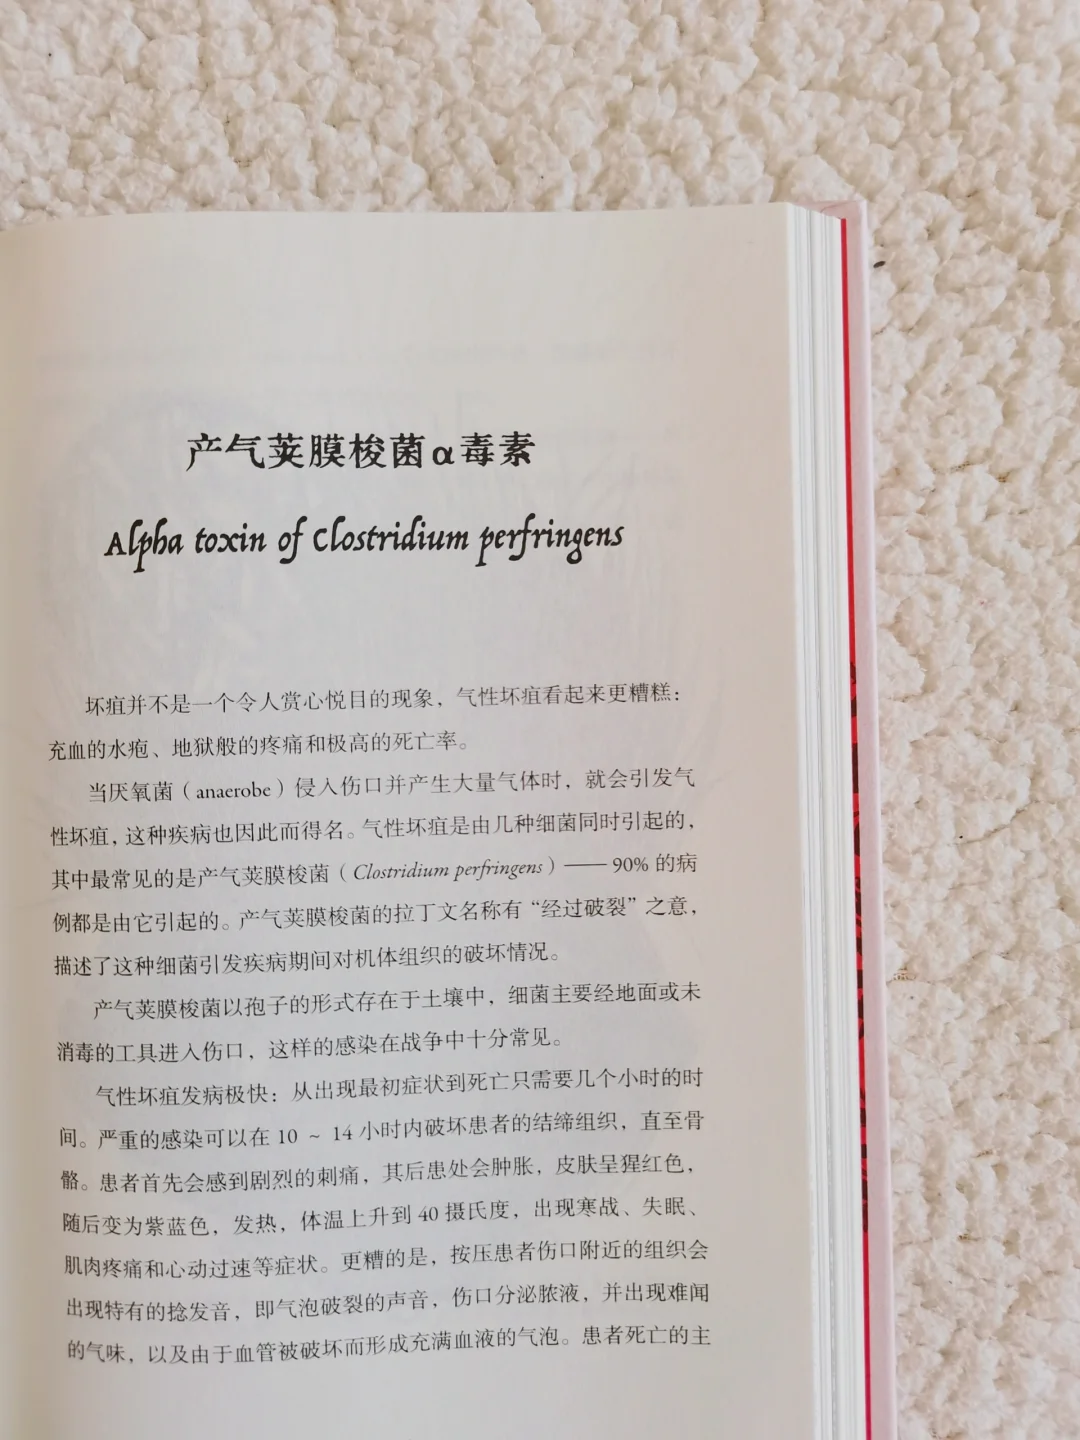 产气荚膜梭菌α毒素
Alpha toxin of Clostridium perfringens
坏疽并不是一个令人赏心悦目的现象，气性坏疽看起来更糟糕：
充血的水疱、地狱般的疼痛和极高的死亡率。
当厌氧菌（anaerobe）侵入伤口并产生大量气体时，就会引发气
性坏疽，这种疾病也因此而得名。气性坏疽是由几种细菌同时引起的，
其中最常见的是产气荚膜梭菌（Clostridium perfringens）—— 90% 的病
例都是由它引起的。产气荚膜梭菌的拉丁文名称有“经过破裂”之意，
描述了这种细菌引发疾病期间对机体组织的破坏情况。
产气荚膜梭菌以孢子的形式存在于土壤中，细菌主要经地面或未
消毒的工具进入伤口，这样的感染在战争中十分常见。
气性坏疽发病极快：从出现最初症状到死亡只需要几个小时的时
间。严重的感染可以在 10 ~ 14 小时内破坏患者的结缔组织，直至骨
骼。患者首先会感到剧烈的刺痛，其后患处会肿胀，皮肤呈猩红色，
随后变为紫蓝色，发热，体温上升到 40 摄氏度，出现寒战、失眠、
肌肉疼痛和心动过速等症状。更糟的是，按压患者伤口附近的组织会
出现特有的捻发音，即气泡破裂的声音，伤口分泌脓液，并出现难闻
的气味，以及由于血管被破坏而形成充满血液的气泡。患者死亡的主